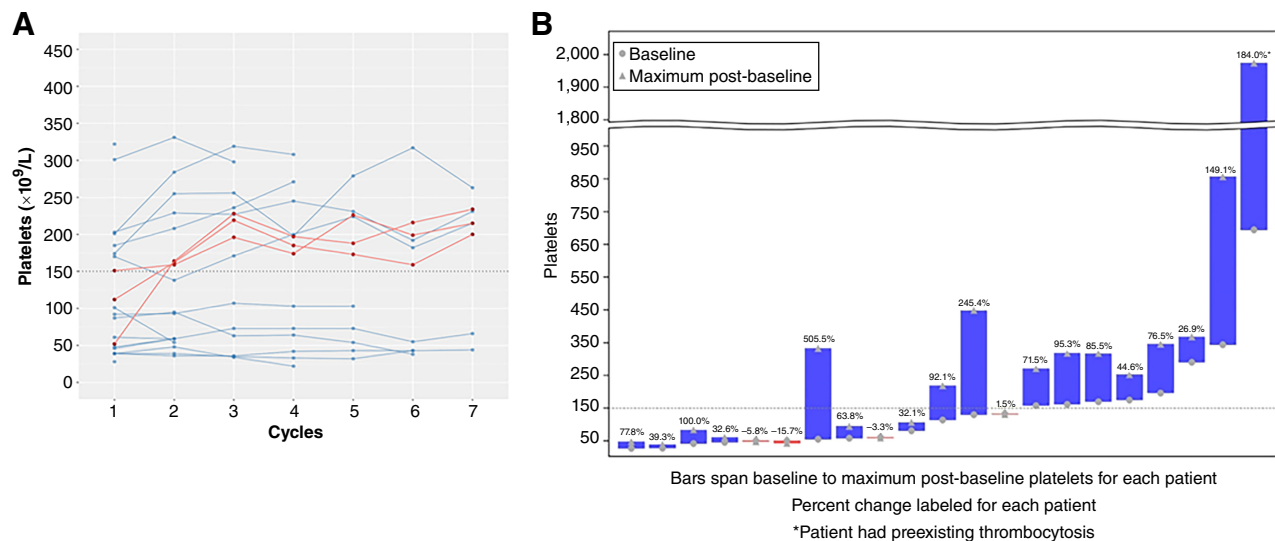 A
450
400
350
300
250
200
150
100
50
0
Platelets (×10⁹/L)
1 2 3 4 5 6 7
Cycles
B
Baseline
Maximum post-baseline
2,000
1,900
1,800
950
850
750
650
550
450
350
250
150
50
Platelets
77.8% 39.3% 100.0% 32.6% −5.8% −15.7% 505.5% 63.8% −3.3% 32.1% 92.1% 245.4% 1.5% 71.5% 95.3% 85.5% 44.6% 76.5% 26.9% 149.1% 184.0%*
Bars span baseline to maximum post-baseline platelets for each patient
Percent change labeled for each patient
*Patient had preexisting thrombocytosis